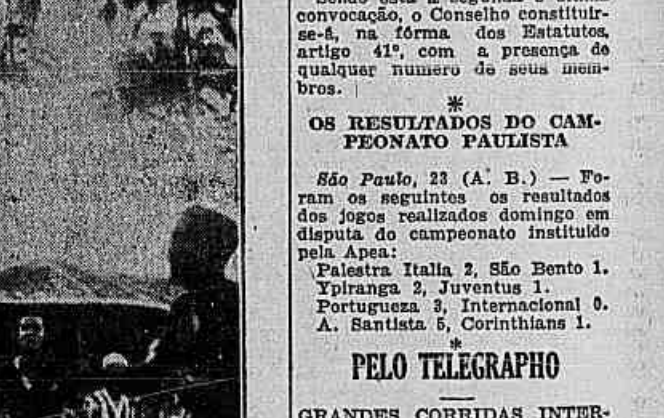 convocação, o Conselho constituir-
se-á, na fórma dos Estatutos,
artigo 41º, com a presença de
qualquer numero de seus mem-
bros.
*
OS RESULTADOS DO CAM-
PEONATO PAULISTA
São Paulo, 23 (A. B.) — Fo-
ram os seguintes os resultados
dos jogos realizados domingo em
disputa do campeonato instituido
pela Apea:
Palestra Italia 2, São Bento 1.
Ypiranga 2, Juventus 1.
Portugueza 3, Internacional 0.
A. Santista 5, Corinthians 1.
*
PELO TELEGRAPHO
GRANDES CORRIDAS INTER-